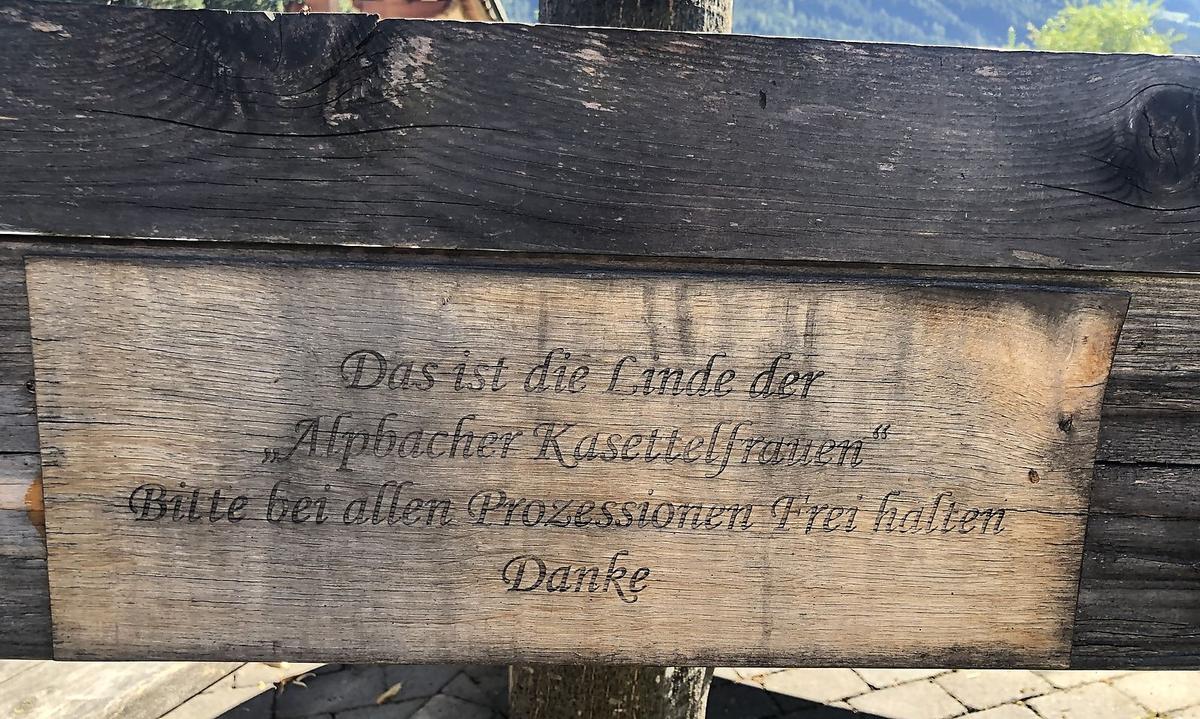 Das ist die Linde der
„Alpbacher Kasettelfrauen“
Bitte bei allen Prozessionen Frei halten
Danke